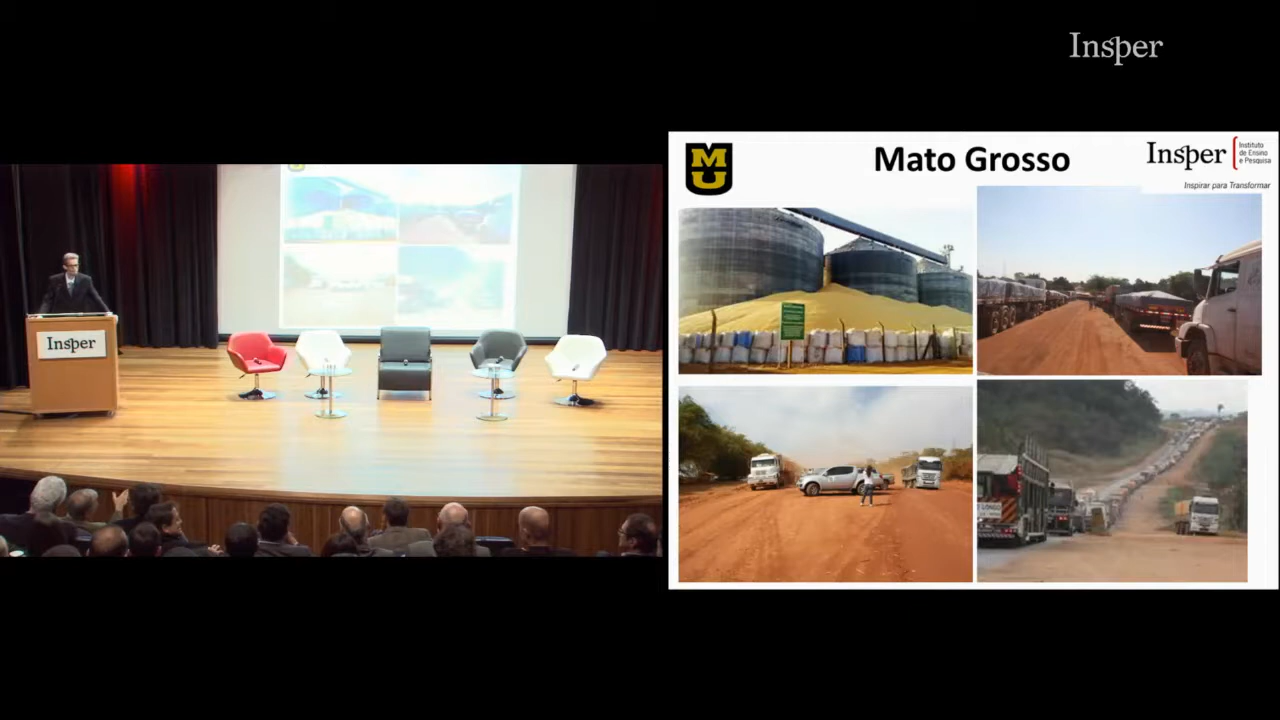 Insper
Insper
MU
Mato Grosso
Insper
Instituto
de Ensino
e Pesquisa
Inspirar para Transformar